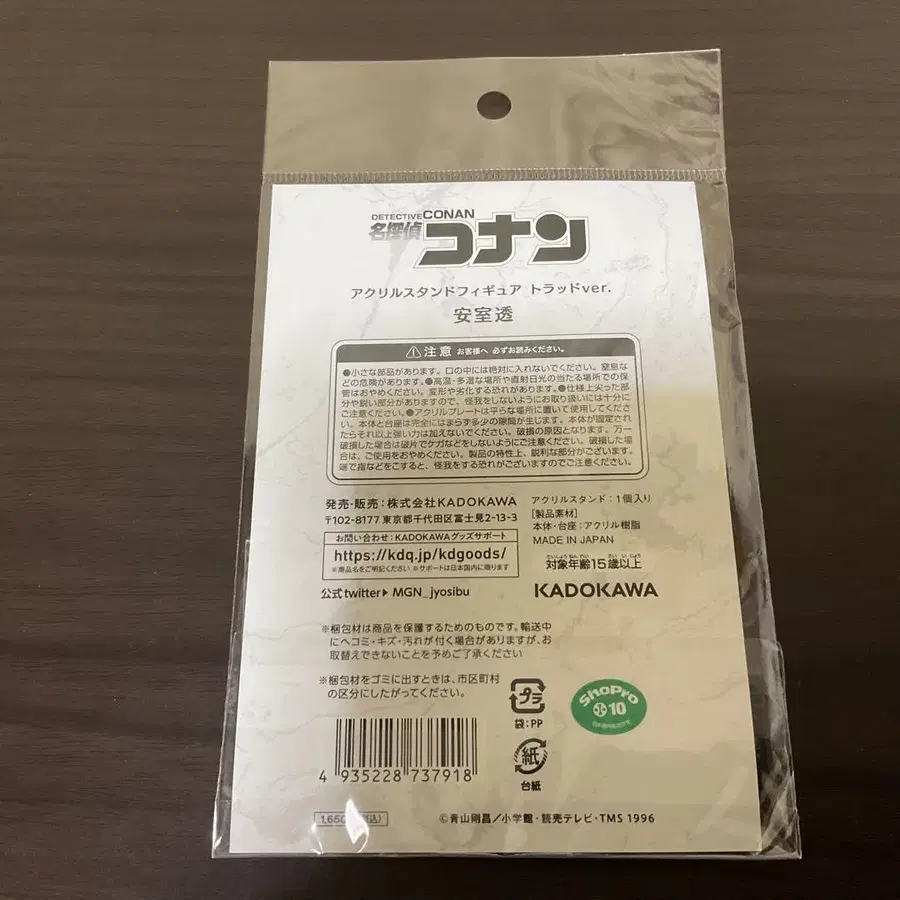 DETECTIVE CONAN
名探偵コナン
アクリルスタンドフィギュア トラッドver.
安室透
⚠注意 お客様へ 必ずお読みください。
●小さな部品があります。口の中には絶対に入れないでください。窒息な
どの危険があります。●高温・多湿な場所や直射日光の当たる場所での保
管はおやめください。変形や劣化する恐れがあります。●仕様上尖った部
分や鋭い部分がありますので、怪我をしないようにお取り扱いには十分に
ご注意ください。●アクリルプレートは平らな場所に置いて使用してくださ
い。本体と台座は完全にはまらず多少の隙間が生じます。本体が固定され
たらそれ以上強い力は加えないでください。破損の原因となります。万一
破損した場合は破片でケガなどをしないようにご注意ください。破損した場
合は、ご使用をおやめください。製品の特性上、鋭利な部分がございます。
端で指などをこすると、怪我をする恐れがございますのでご注意ください。
発売・販売：株式会社KADOKAWA
〒102-8177 東京都千代田区富士見2-13-3
お問い合わせ：KADOKAWAグッズサポート
https://kdq.jp/kdgoods/
※商品名をご明記ください ※サポートは日本国内に限ります
公式twitter▶ MGN_jyosibu
アクリルスタンド：1個入り
[製品素材]
本体・台座：アクリル樹脂
MADE IN JAPAN
たいしょうねんれい さい い じょう
対象年齢15歳以上
KADOKAWA
※梱包材は商品を保護するためのものです。輸送中
にヘコミ・キズ・汚れが付く場合がありますが、お
取替えできないことを予めご了承ください
※梱包材をゴミに出すときは、市区町村
の区分にしたがってください。
プラ
袋：PP
紙
台紙
ShoPro
10
4 935228 737918
©青山剛昌／小学館・読売テレビ・TMS 1996